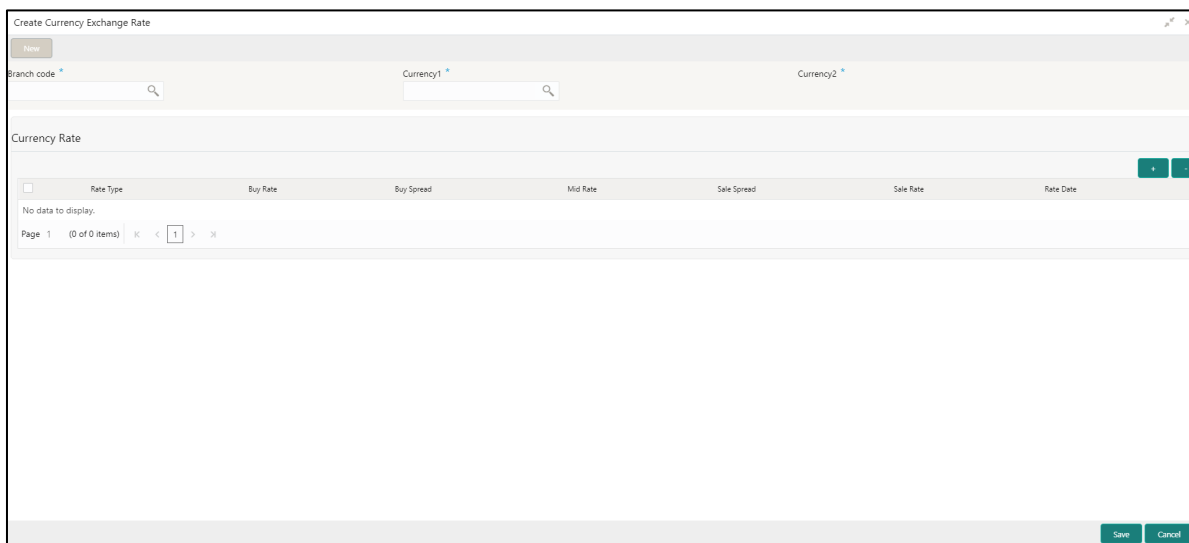 Create Currency Exchange Rate
New
Branch code * Currency1 * Currency2 *
Currency Rate
+ -
Rate Type Buy Rate Buy Spread Mid Rate Sale Spread Sale Rate Rate Date
No data to display.
Page 1 (0 of 0 items) K < 1 > >|
Save Cancel